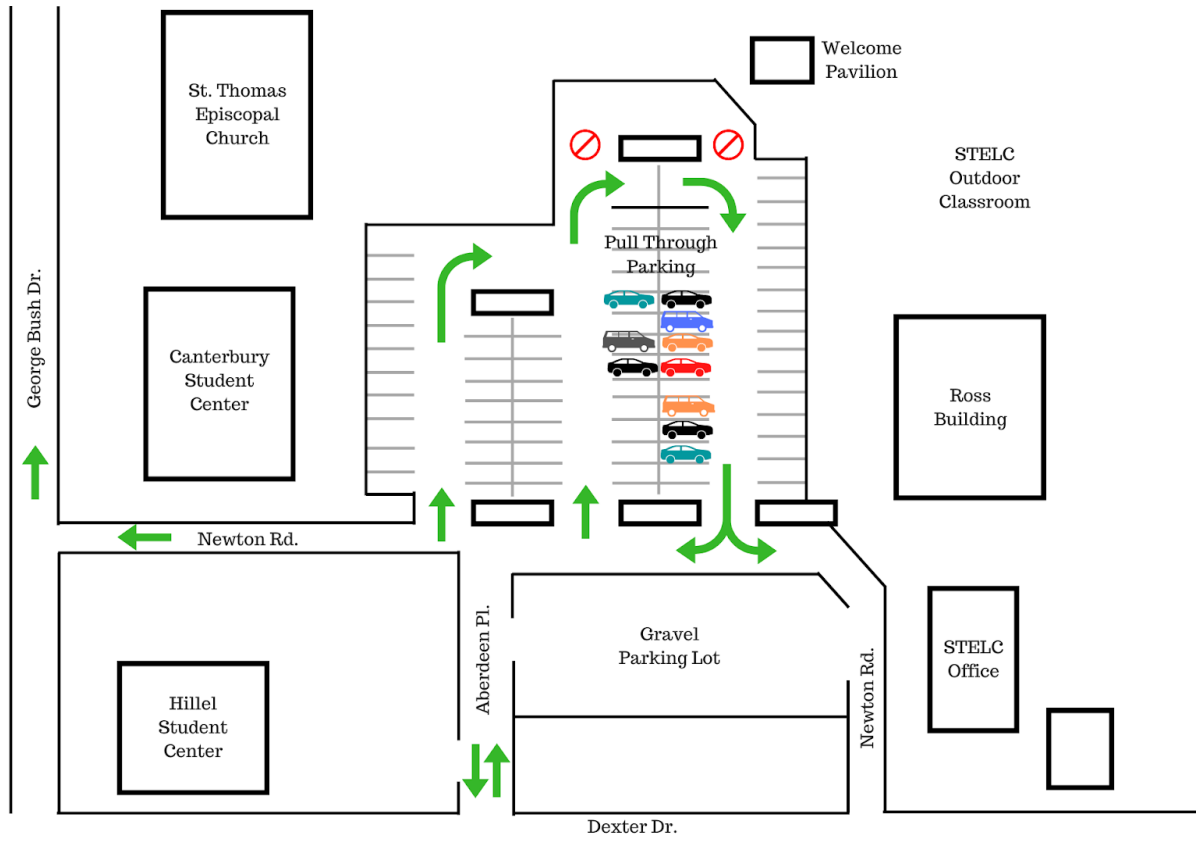 St. Thomas
Episcopal
Church
Welcome
Pavilion
STELC
Outdoor
Classroom
Pull Through
Parking
George Bush Dr.
Canterbury
Student
Center
Ross
Building
Newton Rd.
Aberdeen Pl.
Gravel
Parking Lot
Newton Rd.
STELC
Office
Hillel
Student
Center
Dexter Dr.